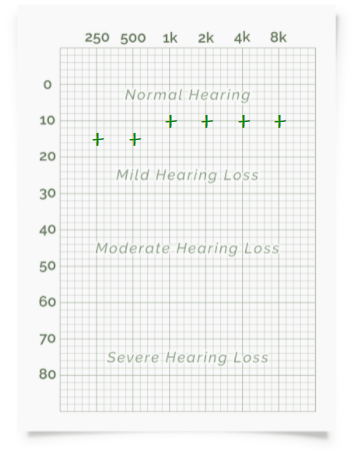 250 500 1k 2k 4k 8k
0
Normal Hearing
10
20
Mild Hearing Loss
30
40
Moderate Hearing Loss
50
60
70
Severe Hearing Loss
80